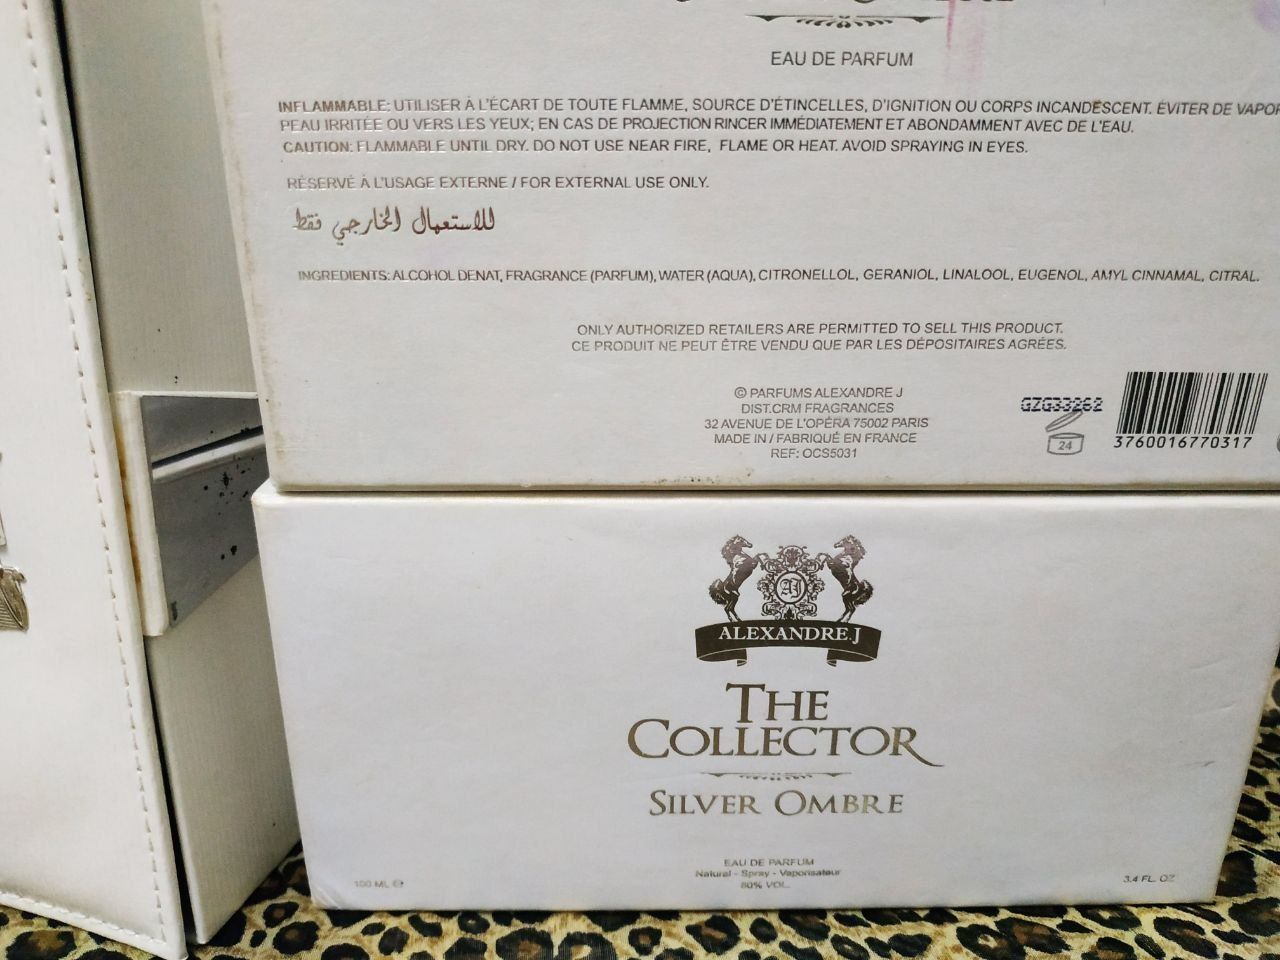 EAU DE PARFUM
INFLAMMABLE: UTILISER À L'ÉCART DE TOUTE FLAMME, SOURCE D'ÉTINCELLES, D'IGNITION OU CORPS INCANDESCENT. ÉVITER DE VAPOR
PEAU IRRITÉE OU VERS LES YEUX; EN CAS DE PROJECTION RINCER IMMÉDIATEMENT ET ABONDAMMENT AVEC DE L'EAU.
CAUTION: FLAMMABLE UNTIL DRY. DO NOT USE NEAR FIRE, FLAME OR HEAT. AVOID SPRAYING IN EYES.
RÉSERVÉ À L'USAGE EXTERNE / FOR EXTERNAL USE ONLY.
للاستعمال الخارجي فقط
INGREDIENTS: ALCOHOL DENAT, FRAGRANCE (PARFUM), WATER (AQUA), CITRONELLOL, GERANIOL, LINALOOL, EUGENOL, AMYL CINNAMAL, CITRAL.
ONLY AUTHORIZED RETAILERS ARE PERMITTED TO SELL THIS PRODUCT.
CE PRODUIT NE PEUT ÊTRE VENDU QUE PAR LES DÉPOSITAIRES AGRÉES.
© PARFUMS ALEXANDRE J
DIST.CRM FRAGRANCES
32 AVENUE DE L'OPÉRA 75002 PARIS
MADE IN / FABRIQUÉ EN FRANCE
REF: OCS5031
GZG33262
24
3760016770317
AJ
ALEXANDRE.J
THE
COLLECTOR
SILVER OMBRE
EAU DE PARFUM
Natural - Spray - Vaporisateur
80% VOL.
100 ML ℮
3.4 FL. OZ